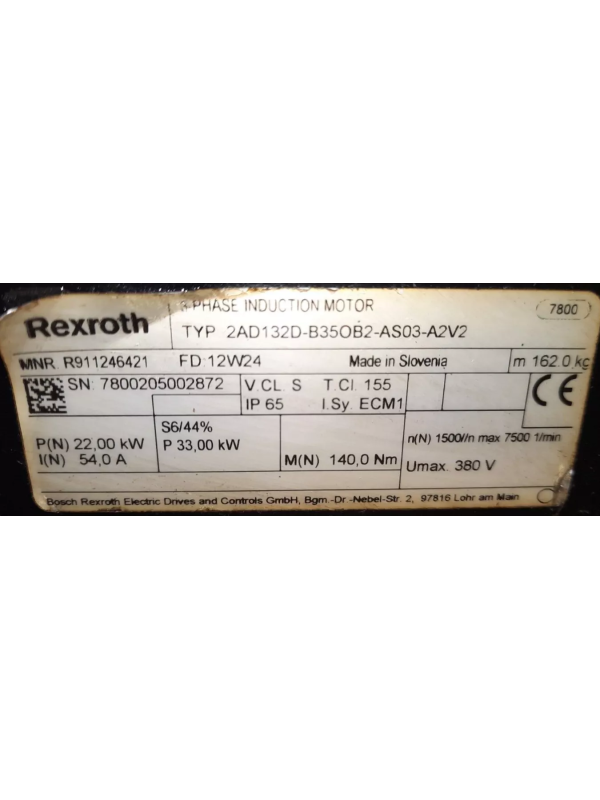 3-PHASE INDUCTION MOTOR
7800
Rexroth
TYP 2AD132D-B35OB2-AS03-A2V2
MNR. R911246421 FD:12W24 Made in Slovenia m 162.0 kg
SN: 7800205002872 V.CL. S T.Cl. 155 CE
IP 65 I.Sy. ECM1
S6/44%
P(N) 22,00 kW P 33,00 kW n(N) 1500//n max 7500 1/min
I(N) 54,0 A M(N) 140,0 Nm Umax. 380 V
Bosch Rexroth Electric Drives and Controls GmbH, Bgm.-Dr.-Nebel-Str. 2, 97816 Lohr am Main